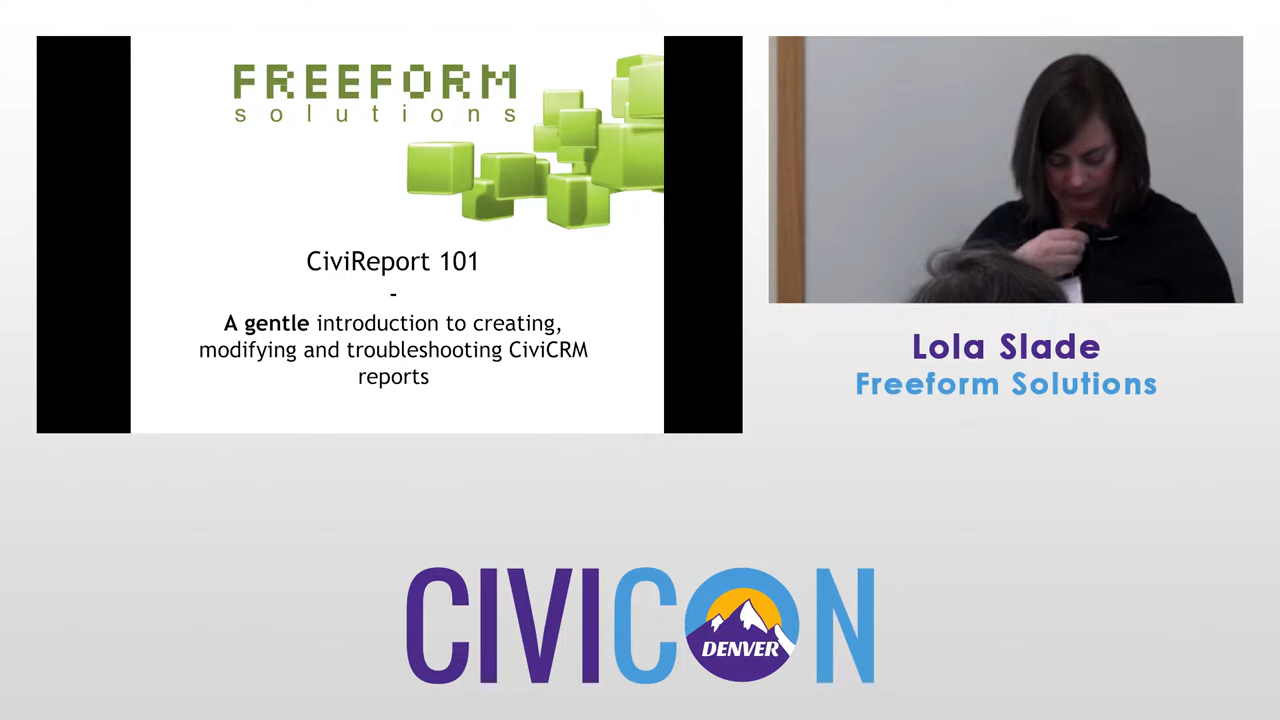 FREEFORM
solutions
CiviReport 101
-
A gentle introduction to creating,
modifying and troubleshooting CiviCRM
reports
Lola Slade
Freeform Solutions
CIVICON
DENVER